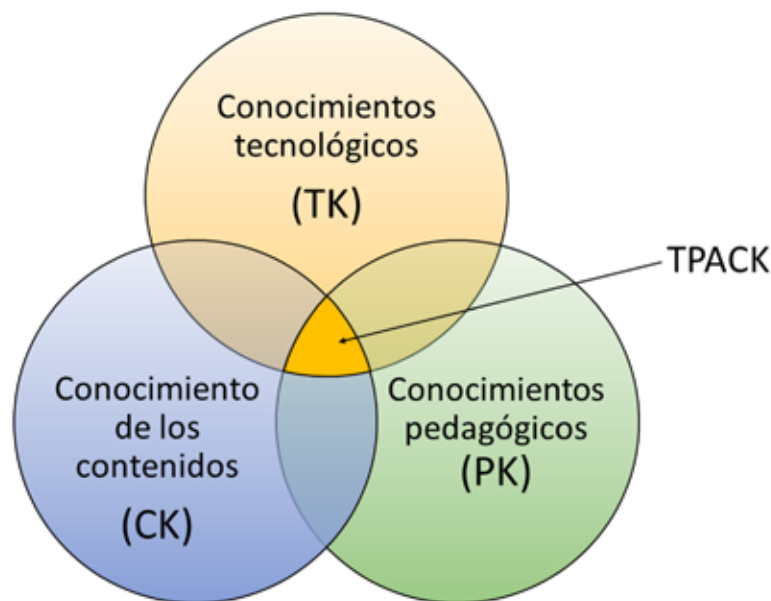 Conocimientos
tecnológicos
(TK)
TPACK
Conocimiento
de los
contenidos
(CK)
Conocimientos
pedagógicos
(PK)